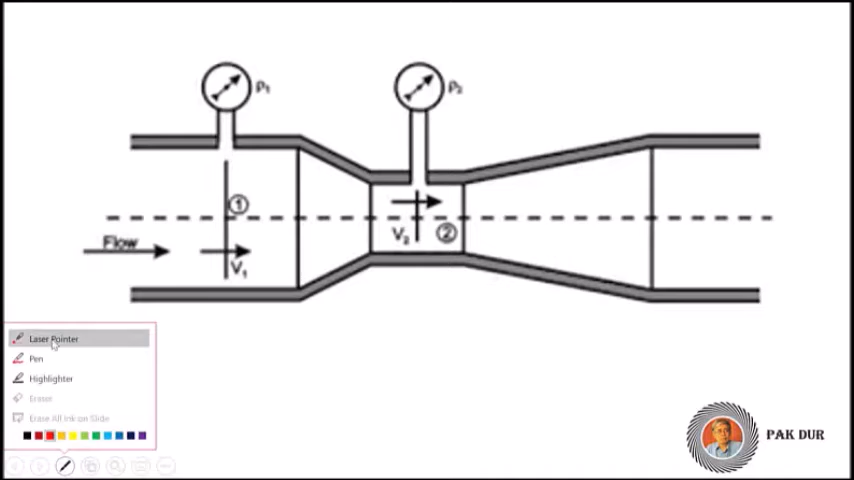 P₁
P₂
①
V₂
②
Flow
V₁
Laser Pointer
Pen
Highlighter
Eraser
Erase All Ink on Slide
PAK DUR